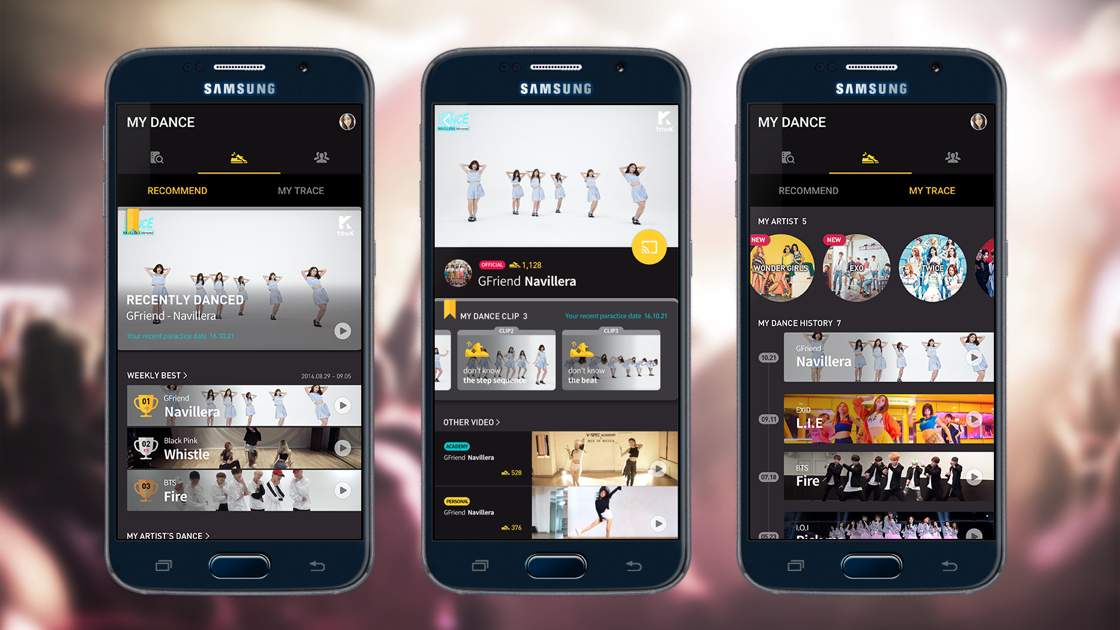 SAMSUNG
MY DANCE
RECOMMEND
MY TRACE
1theK
RECENTLY DANCED
GFriend - Navillera
Your recent paractice date 16.10.21
WEEKLY BEST >
2016.08.29 - 09.05
01
GFriend
Navillera
02
Black Pink
Whistle
03
BTS
Fire
MY ARTIST'S DANCE >
SAMSUNG
DANCE
1theK
OFFICIAL
1,128
GFriend Navillera
MY DANCE CLIP 3
Your recent paractice date 16.10.21
CLIP2
don't know
the step sequence
CLIP3
don't know
the beat
OTHER VIDEO >
ACADEMY
GFriend Navillera
528
PERSONAL
GFriend Navillera
376
SAMSUNG
MY DANCE
RECOMMEND
MY TRACE
MY ARTIST 5
NEW
WONDER GIRLS
NEW
EXO
TWICE
MY DANCE HISTORY 7
10.21
GFriend
Navillera
09.11
EXID
L.I.E
07.18
BTS
Fire
I.O.I